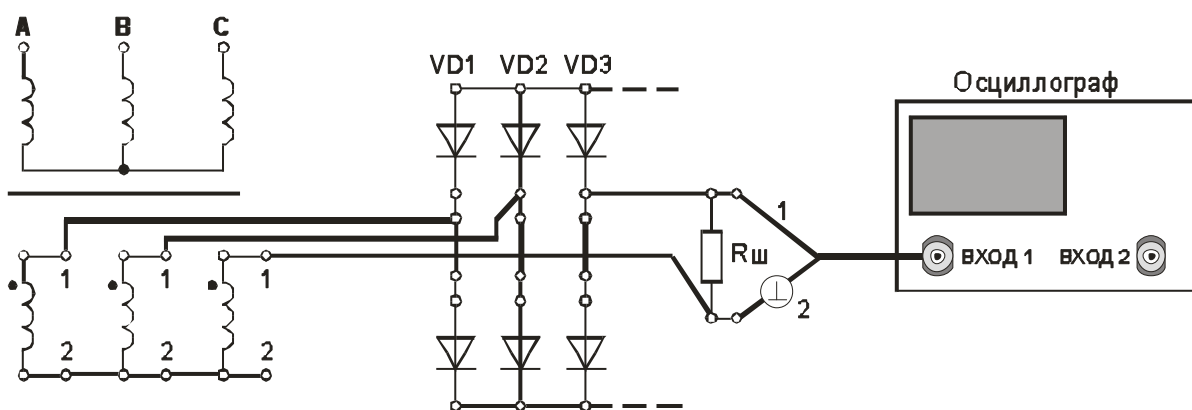 A B C
VD1 VD2 VD3
Осциллограф
1
Rш
ВХОД 1 ВХОД 2
1 1 1
2
2 2 2